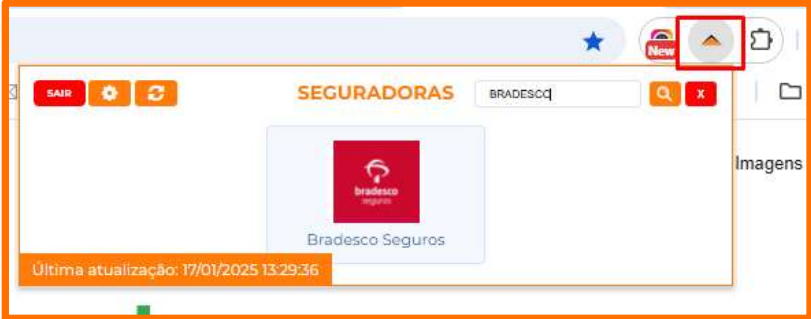 New
SAIR
SEGURADORAS
BRADESCO
X
Imagens
bradesco
seguros
Bradesco Seguros
Última atualização: 17/01/2025 13:29:36